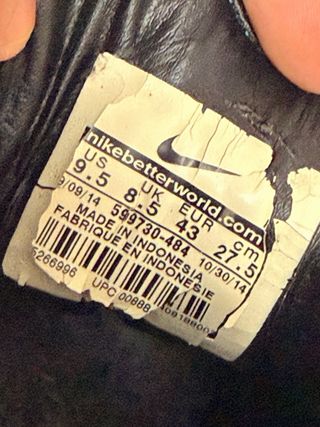 nikebetterworld.com
US UK EUR cm
9.5 8.5 43 27.5
9/09/14 599730-484 10/30/14
MADE IN INDONESIA
FABRIQUE EN INDONESIE
UPC 00888